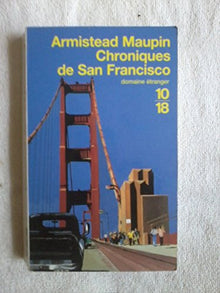 Armistead Maupin
Chroniques
de San Francisco
domaine étranger
10
18